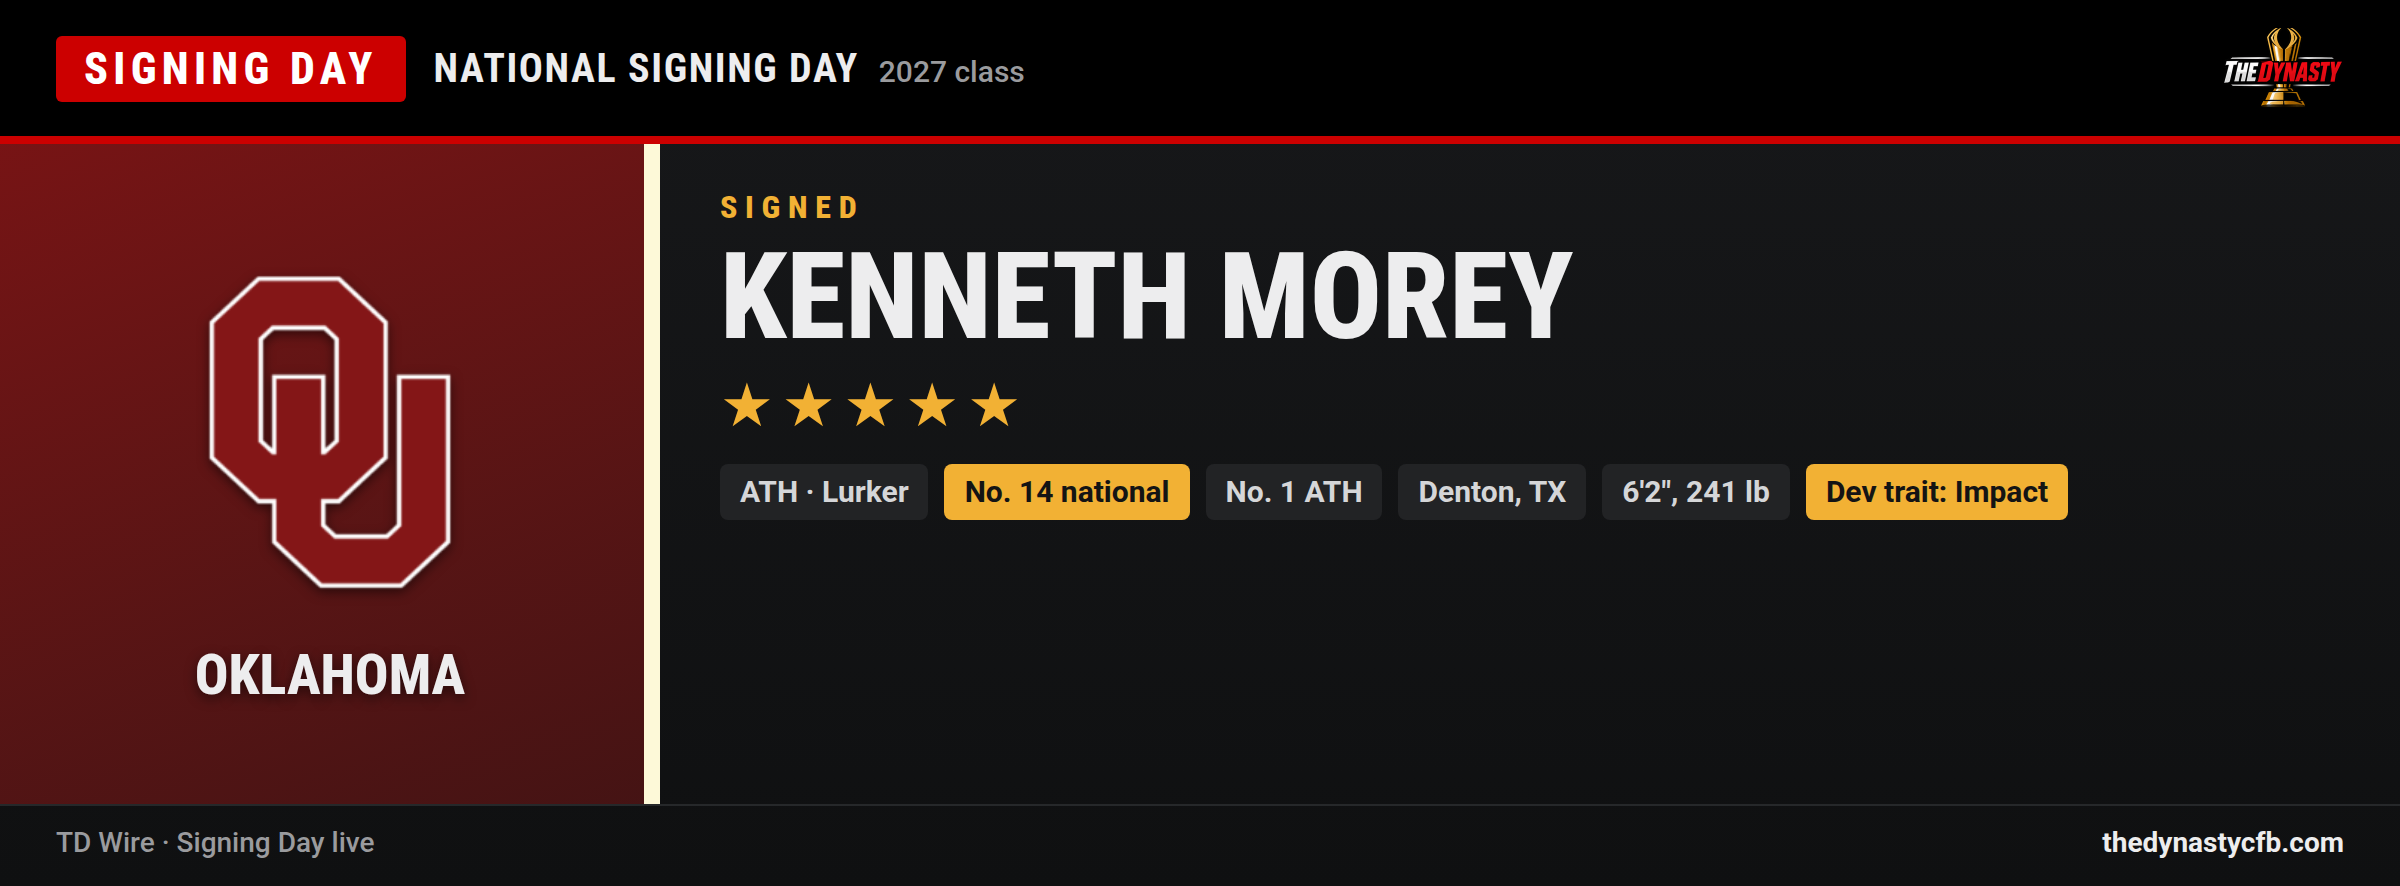 SIGNING DAY NATIONAL SIGNING DAY 2027 class
THE DYNASTY
SIGNED
KENNETH MOREY
ATH · Lurker No. 14 national No. 1 ATH Denton, TX 6'2", 241 lb Dev trait: Impact
OU
OKLAHOMA
TD Wire · Signing Day live thedynastycfb.com